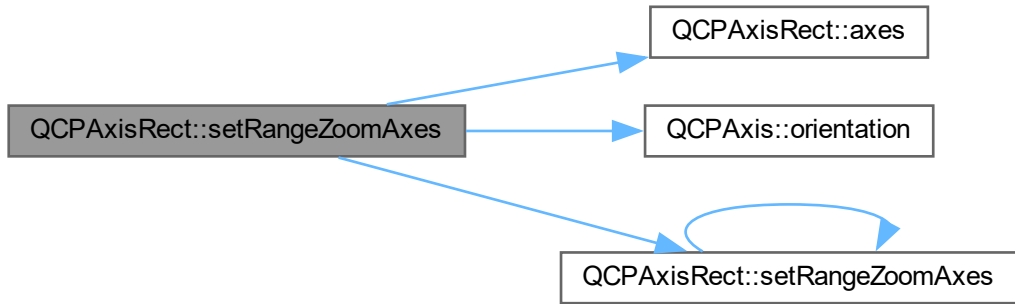 QCPAxisRect::axes
QCPAxisRect::setRangeZoomAxes
QCPAxis::orientation
QCPAxisRect::setRangeZoomAxes